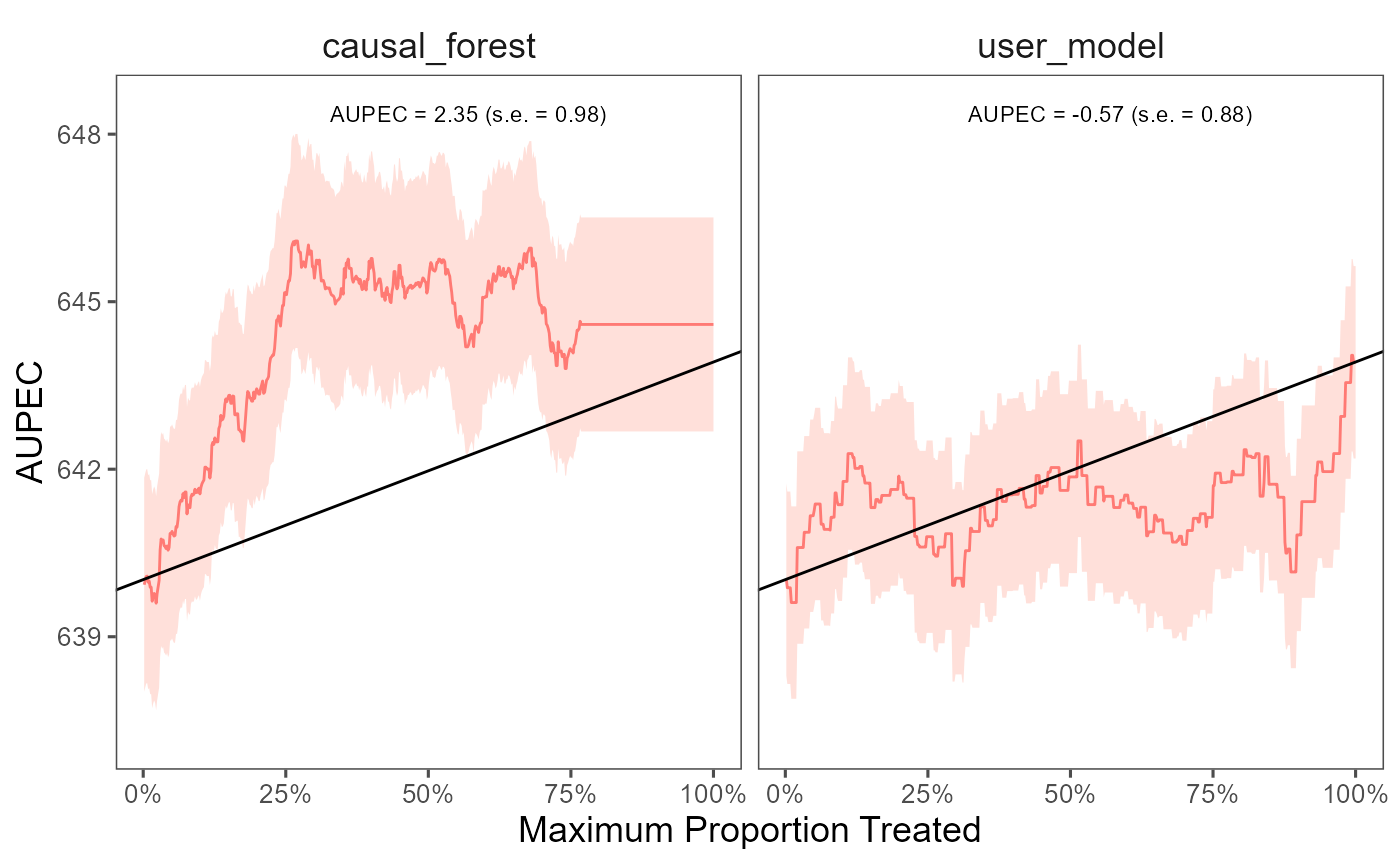 causal_forest
user_model
AUPEC = 2.35 (s.e. = 0.98)
AUPEC = -0.57 (s.e. = 0.88)
648
645
642
639
AUPEC
0%
25%
50%
75%
100%
0%
25%
50%
75%
100%
Maximum Proportion Treated